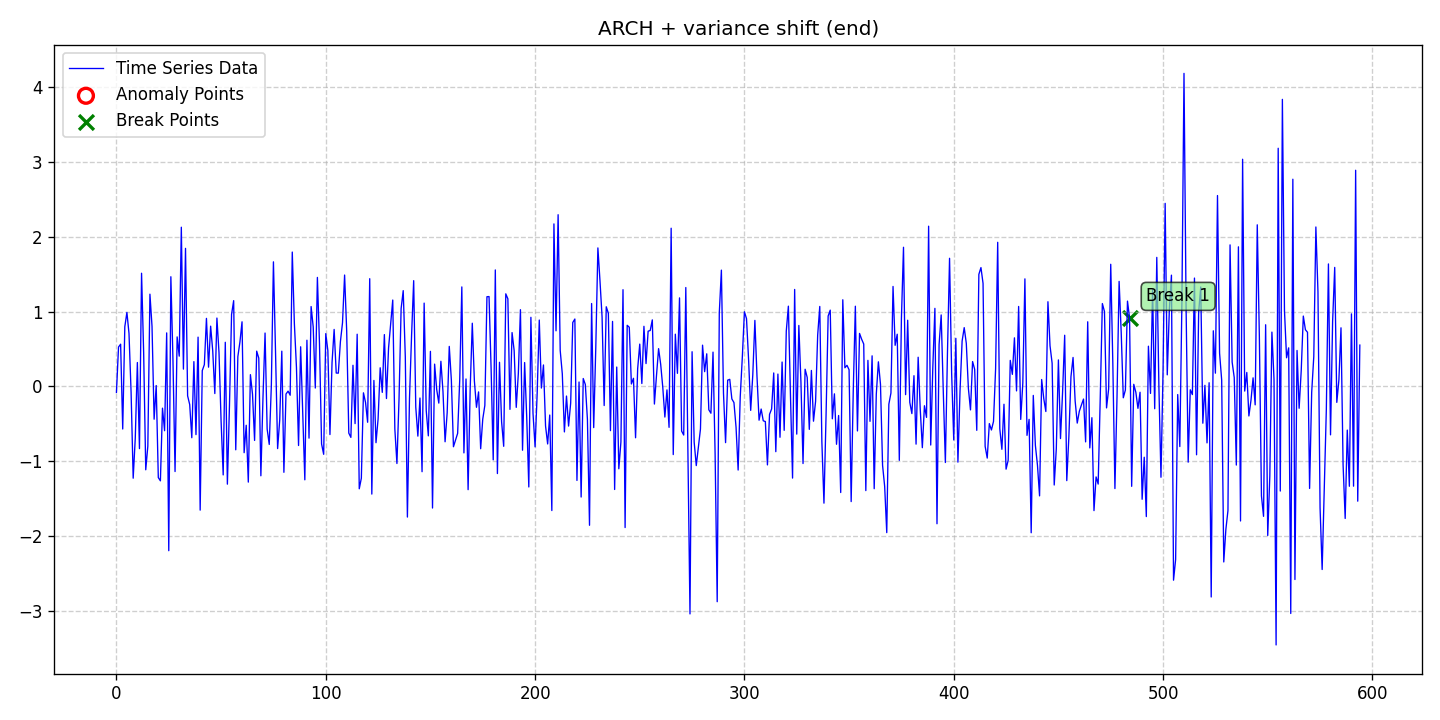 ARCH + variance shift (end)
Time Series Data
Anomaly Points
Break Points
Break 1
4
3
2
1
0
−1
−2
−3
0 100 200 300 400 500 600